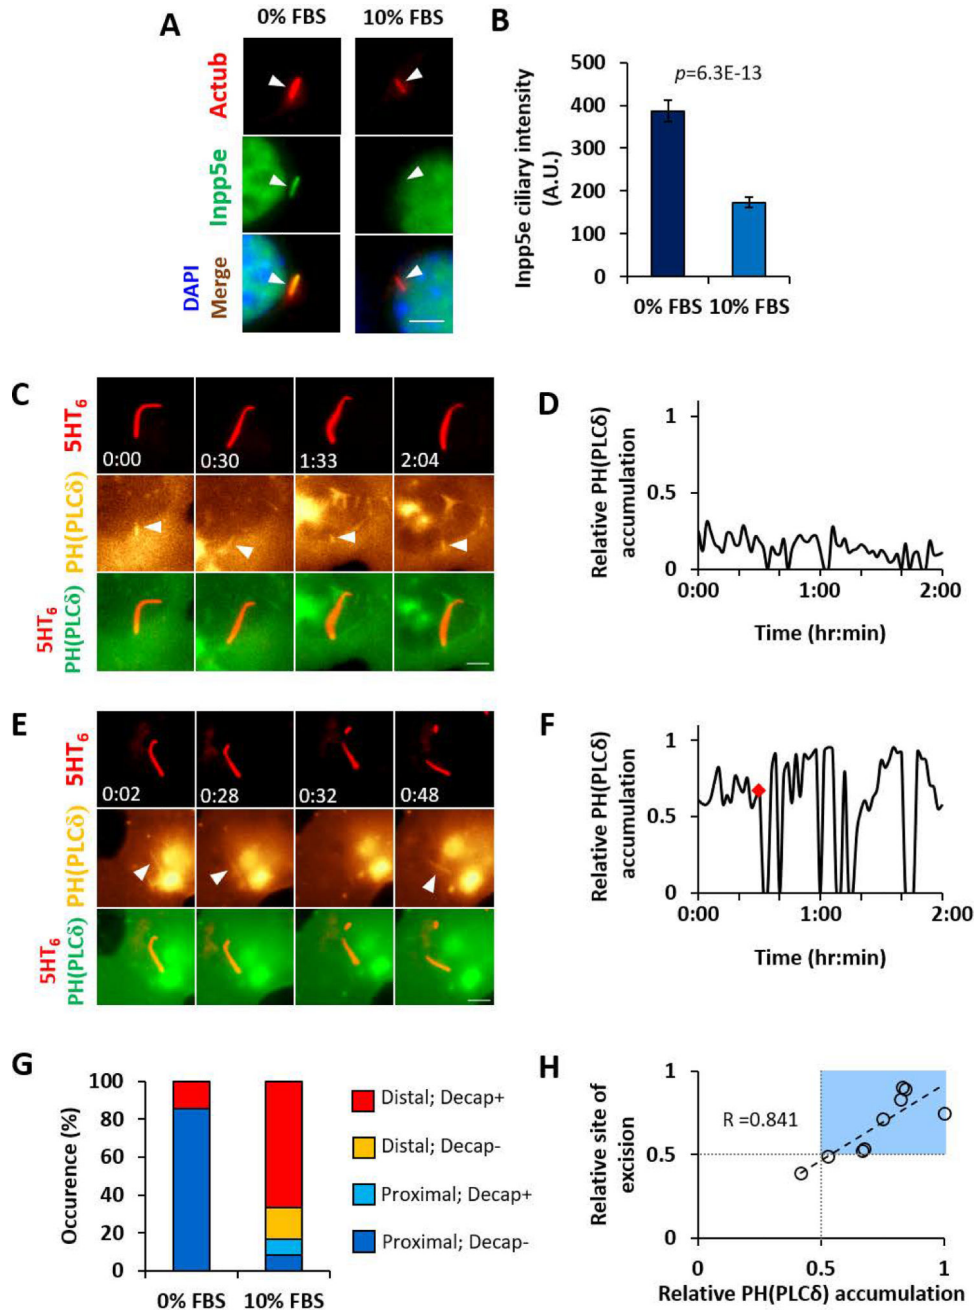 A
0% FBS
10% FBS
Actub
Inpp5e
DAPI
Merge
B
Inpp5e ciliary intensity
(A.U.)
500
400
300
200
100
0
p=6.3E-13
0% FBS
10% FBS
C
5HT6
0:00
0:30
1:33
2:04
PH(PLCδ)
5HT6
PH(PLCδ)
D
Relative PH(PLCδ)
accumulation
1
0.5
0
0:00
1:00
2:00
Time (hr:min)
E
5HT6
0:02
0:28
0:32
0:48
PH(PLCδ)
5HT6
PH(PLCδ)
F
Relative PH(PLCδ)
accumulation
1
0.5
0
0:00
1:00
2:00
Time (hr:min)
G
Occurence (%)
100
80
60
40
20
0
0% FBS
10% FBS
Distal; Decap+
Distal; Decap-
Proximal; Decap+
Proximal; Decap-
H
Relative site of
excision
1
0.5
0
R =0.841
0
0.5
1
Relative PH(PLCδ) accumulation